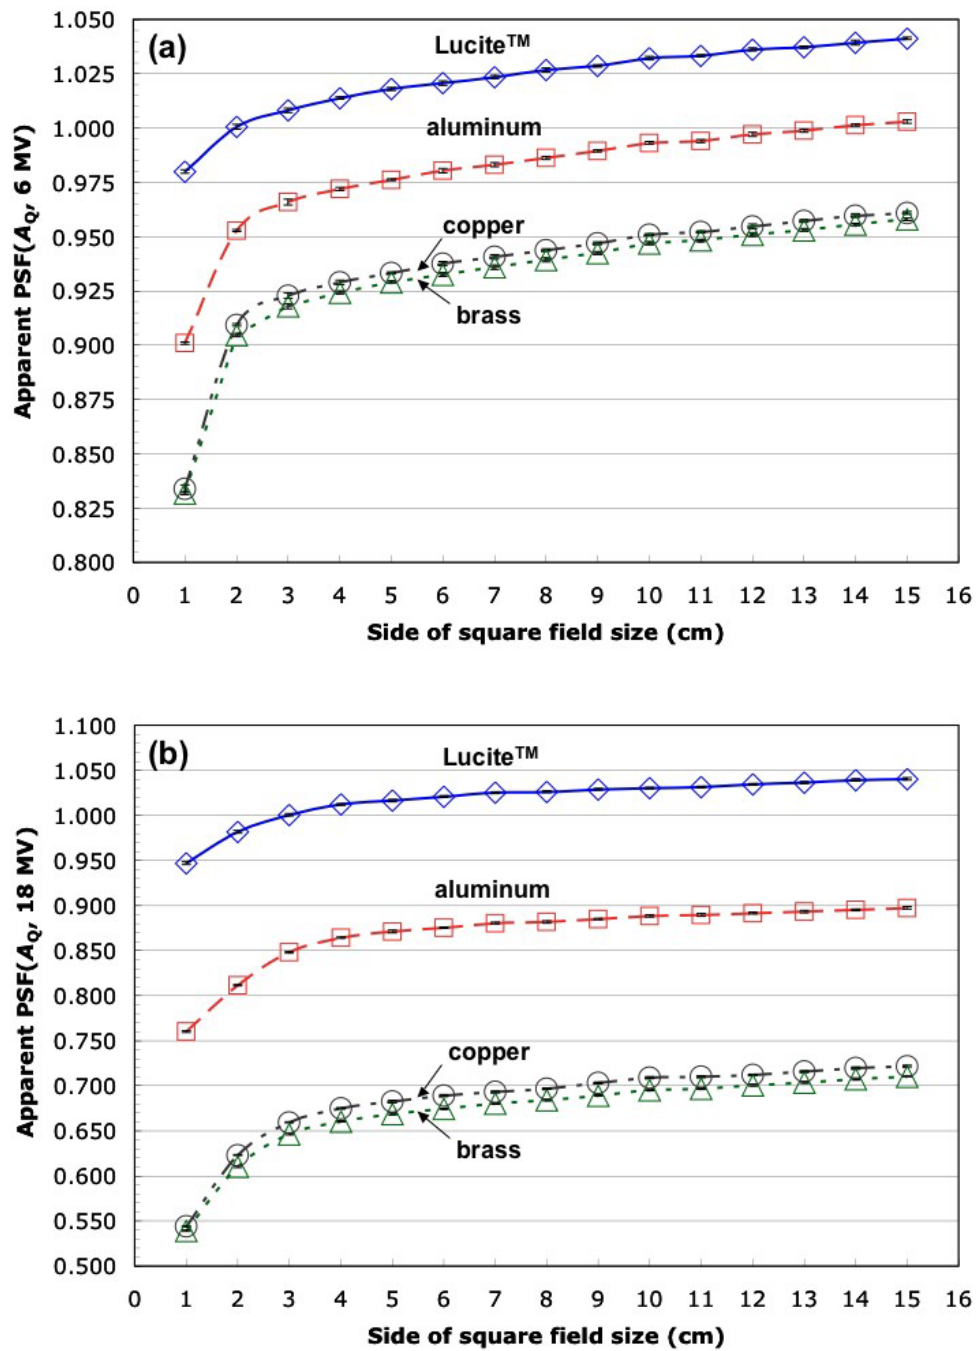 (a)
Lucite™
aluminum
copper
brass
1.050
1.025
1.000
0.975
0.950
0.925
0.900
0.875
0.850
0.825
0.800
Apparent PSF(AQ, 6 MV)
0 1 2 3 4 5 6 7 8 9 10 11 12 13 14 15 16
Side of square field size (cm)
(b)
Lucite™
aluminum
copper
brass
1.100
1.050
1.000
0.950
0.900
0.850
0.800
0.750
0.700
0.650
0.600
0.550
0.500
Apparent PSF(AQ, 18 MV)
0 1 2 3 4 5 6 7 8 9 10 11 12 13 14 15 16
Side of square field size (cm)